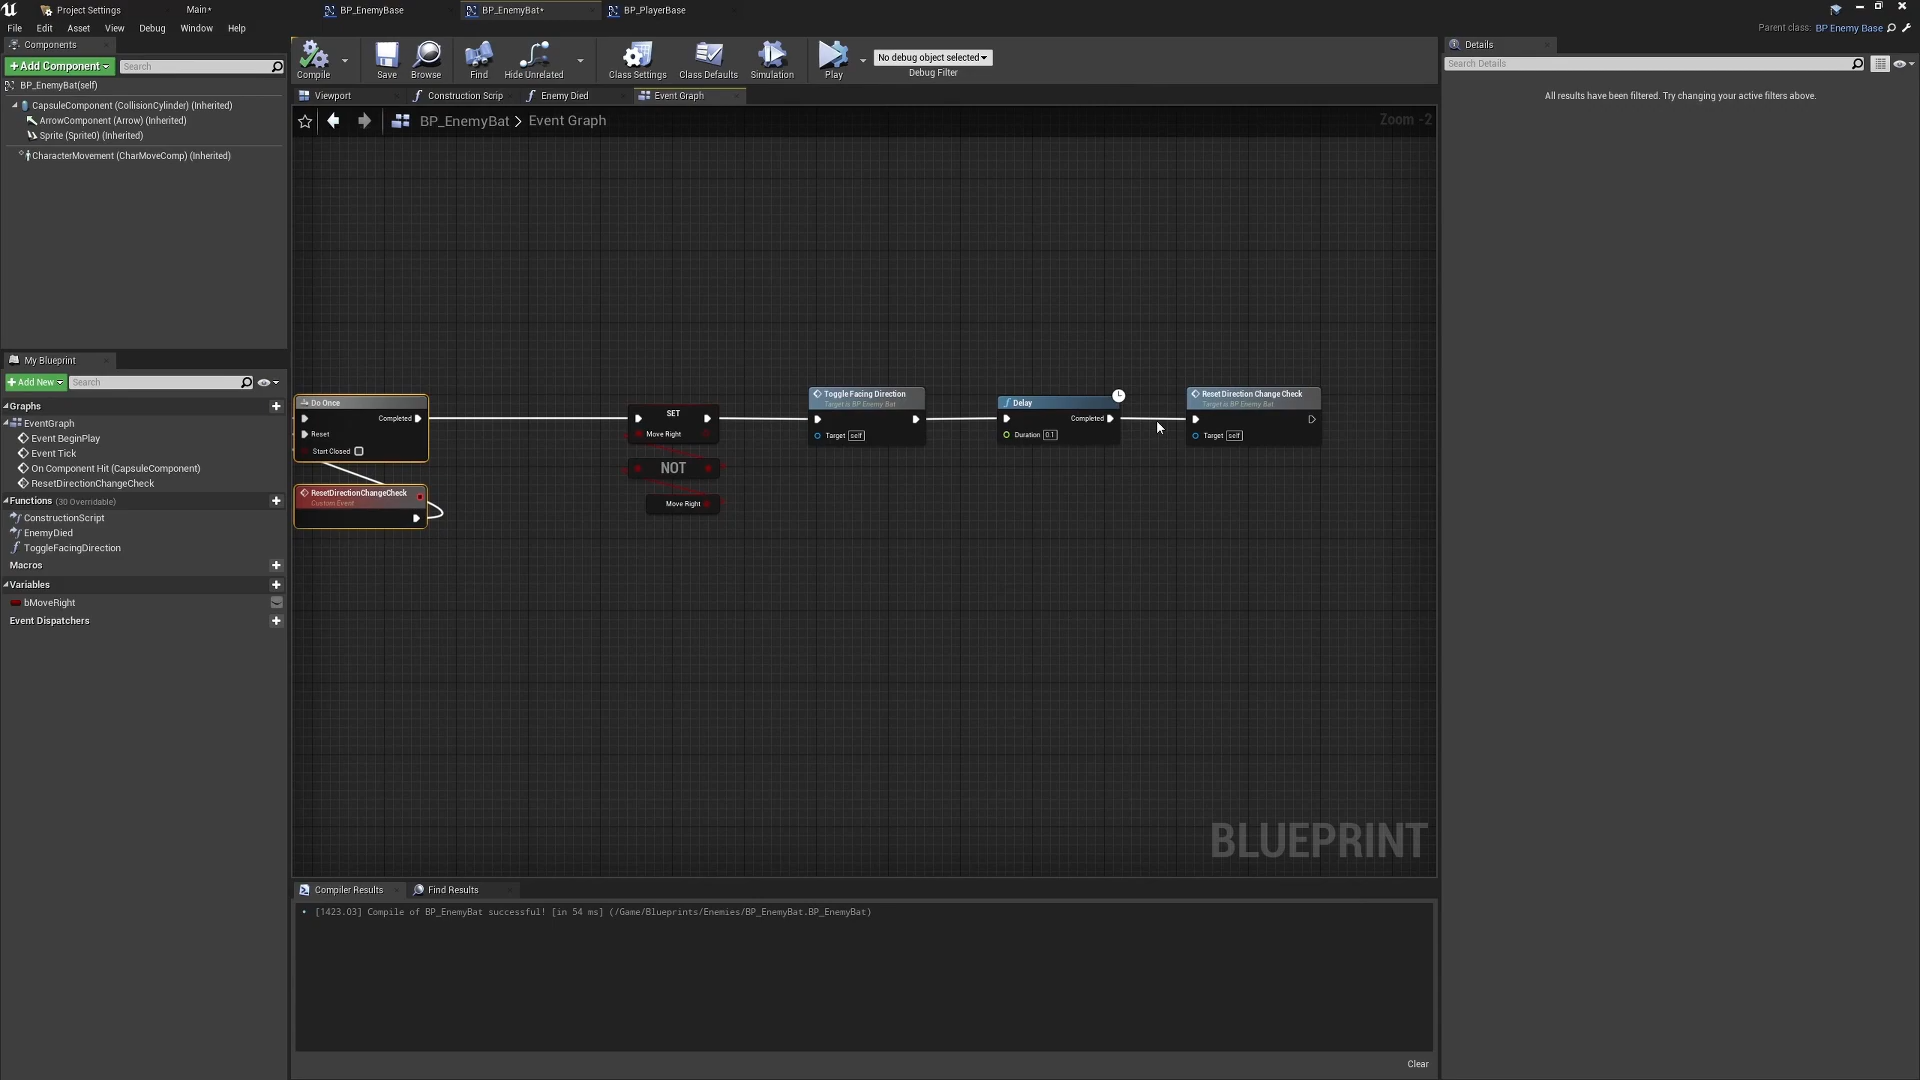 Project Settings
Main*
BP_EnemyBase
BP_EnemyBat*
BP_PlayerBase
File Edit Asset View Debug Window Help
Parent class: BP Enemy Base
Components
+Add Component
Search
BP_EnemyBat(self)
CapsuleComponent (CollisionCylinder) (Inherited)
ArrowComponent (Arrow) (Inherited)
Sprite (Sprite0) (Inherited)
CharacterMovement (CharMoveComp) (Inherited)
Compile
Save
Browse
Find
Hide Unrelated
Class Settings
Class Defaults
Simulation
Play
No debug object selected
Debug Filter
Viewport
Construction Scrip
Enemy Died
Event Graph
BP_EnemyBat > Event Graph
Zoom -2
Details
Search Details
All results have been filtered. Try changing your active filters above.
My Blueprint
+Add New
Search
Graphs
EventGraph
Event BeginPlay
Event Tick
On Component Hit (CapsuleComponent)
ResetDirectionChangeCheck
Functions (30 Overridable)
ConstructionScript
EnemyDied
ToggleFacingDirection
Macros
Variables
bMoveRight
Event Dispatchers
Do Once
Completed
Reset
Start Closed
ResetDirectionChangeCheck
Custom Event
SET
Move Right
NOT
Move Right
Toggle Facing Direction
Target is BP Enemy Bat
Target self
Delay
Completed
Duration 0.1
Reset Direction Change Check
Target is BP Enemy Bat
Target self
BLUEPRINT
Compiler Results
Find Results
[1423.03] Compile of BP_EnemyBat successful! [in 54 ms] (/Game/Blueprints/Enemies/BP_EnemyBat.BP_EnemyBat)
Clear